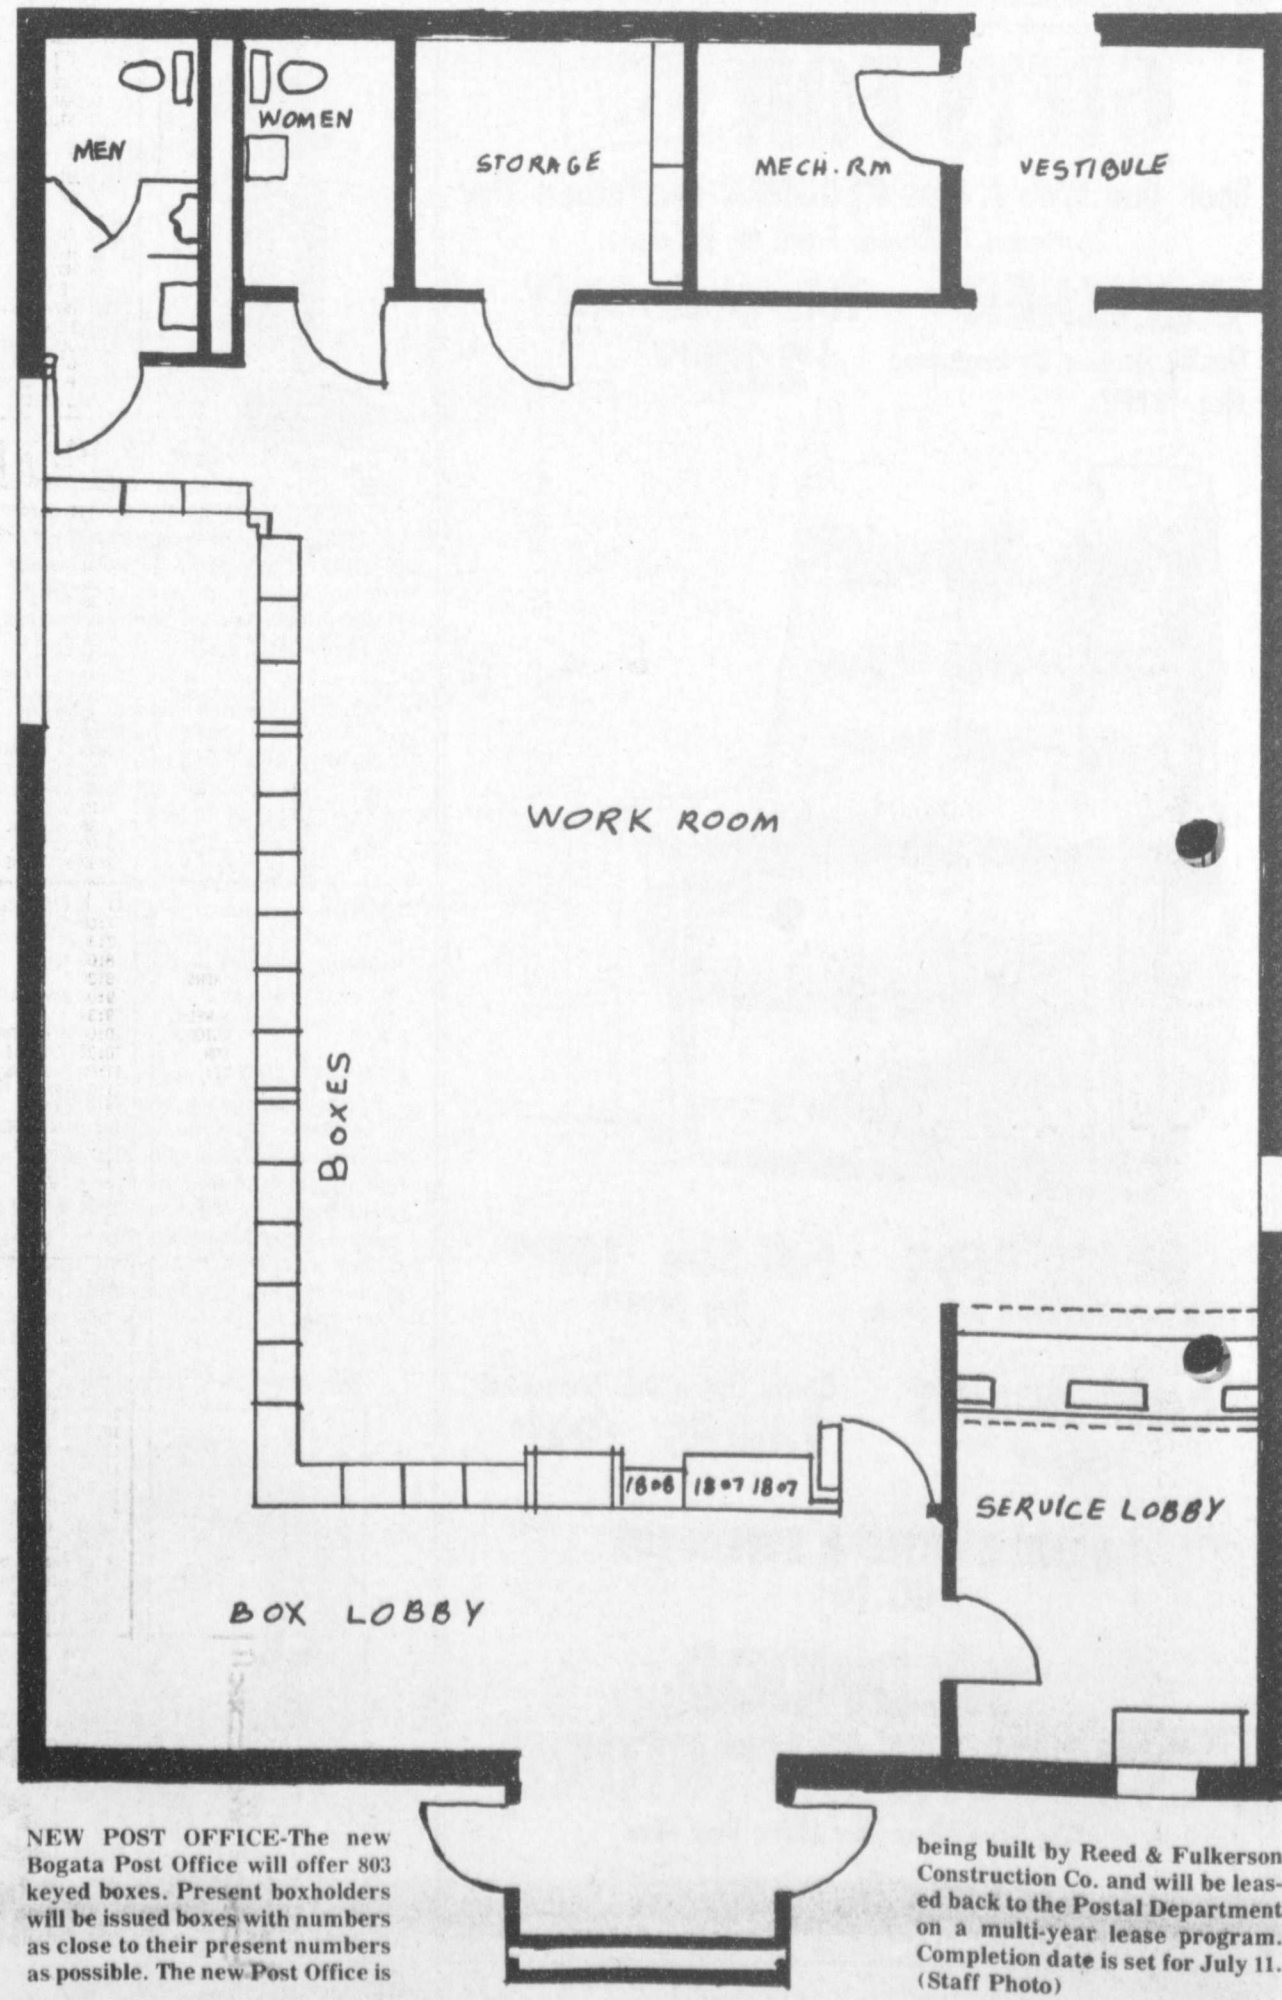 MEN
WOMEN
STORAGE
MECH. RM
VESTIBULE
WORK ROOM
BOXES
1808 1807 1807
SERVICE LOBBY
BOX LOBBY
NEW POST OFFICE-The new
Bogata Post Office will offer 803
keyed boxes. Present boxholders
will be issued boxes with numbers
as close to their present numbers
as possible. The new Post Office is
being built by Reed & Fulkerson
Construction Co. and will be leas-
ed back to the Postal Department
on a multi-year lease program.
Completion date is set for July 11.
(Staff Photo)